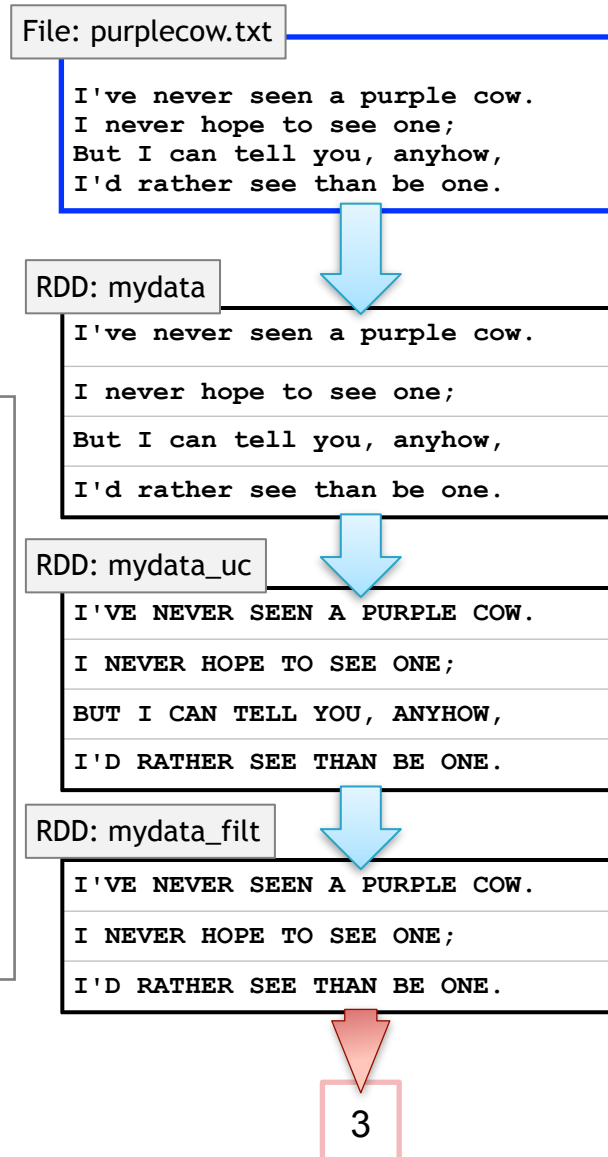 File: purplecow.txt
I've never seen a purple cow.
I never hope to see one;
But I can tell you, anyhow,
I'd rather see than be one.
RDD: mydata
I've never seen a purple cow.
I never hope to see one;
But I can tell you, anyhow,
I'd rather see than be one.
RDD: mydata_uc
I'VE NEVER SEEN A PURPLE COW.
I NEVER HOPE TO SEE ONE;
BUT I CAN TELL YOU, ANYHOW,
I'D RATHER SEE THAN BE ONE.
RDD: mydata_filt
I'VE NEVER SEEN A PURPLE COW.
I NEVER HOPE TO SEE ONE;
I'D RATHER SEE THAN BE ONE.
3